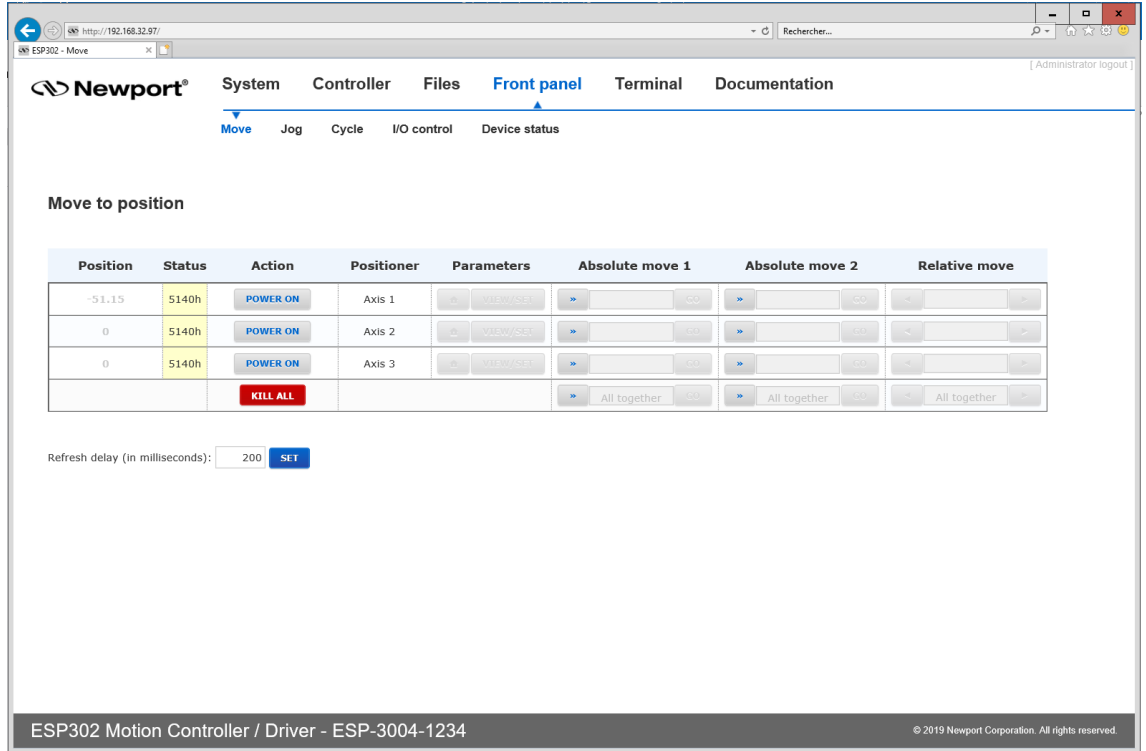 http://192.168.32.97/
Rechercher...
ESP302 - Move
[ Administrator logout ]
Newport®
System Controller Files Front panel Terminal Documentation
Move Jog Cycle I/O control Device status
Move to position
Position Status Action Positioner Parameters Absolute move 1 Absolute move 2 Relative move
-51.15 5140h POWER ON Axis 1 VIEW/SET » GO » GO
0 5140h POWER ON Axis 2 VIEW/SET » GO » GO
0 5140h POWER ON Axis 3 VIEW/SET » GO » GO
KILL ALL » All together GO » All together GO All together
Refresh delay (in milliseconds): 200 SET
ESP302 Motion Controller / Driver - ESP-3004-1234
© 2019 Newport Corporation. All rights reserved.